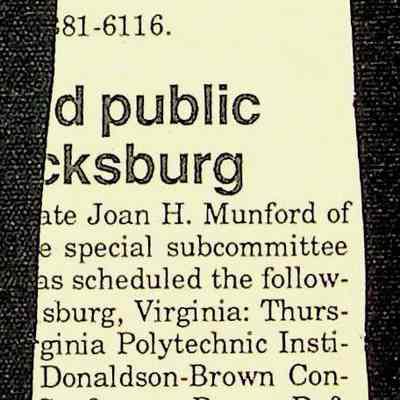 81-6116.
d public
cksburg
ate Joan H. Munford of
e special subcommittee
as scheduled the follow-
sburg, Virginia: Thurs-
ginia Polytechnic Insti-
Donaldson-Brown Con-